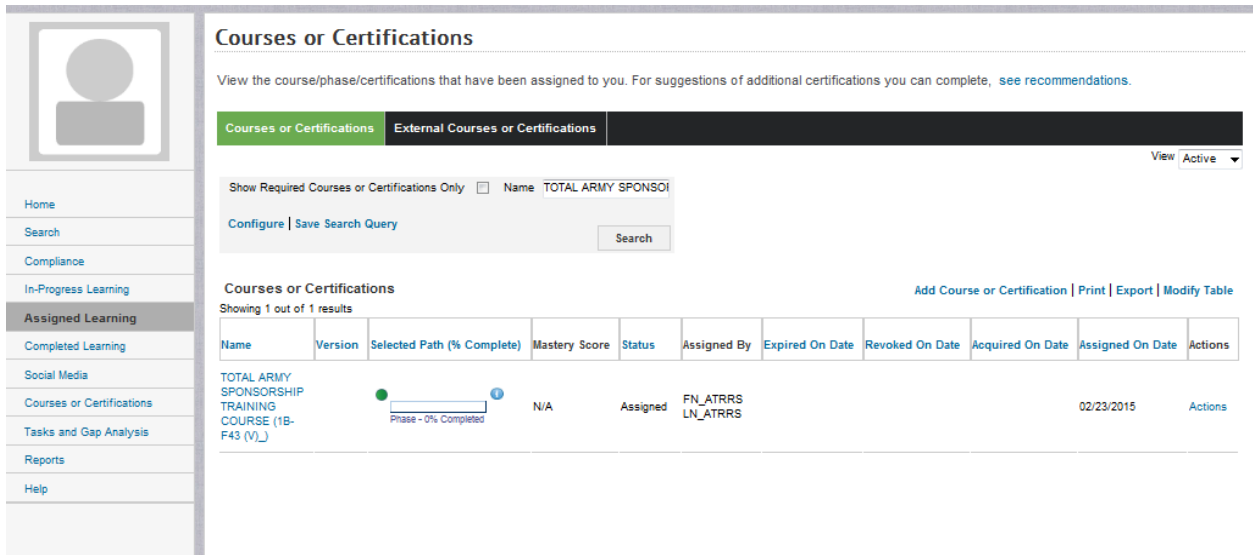 Courses or Certifications
View the course/phase/certifications that have been assigned to you. For suggestions of additional certifications you can complete, see recommendations.
Courses or Certifications External Courses or Certifications
View Active
Show Required Courses or Certifications Only Name TOTAL ARMY SPONSO
Configure | Save Search Query
Search
Home
Search
Compliance
In-Progress Learning
Assigned Learning
Completed Learning
Social Media
Courses or Certifications
Tasks and Gap Analysis
Reports
Help
Courses or Certifications
Add Course or Certification | Print | Export | Modify Table
Showing 1 out of 1 results
Name Version Selected Path (% Complete) Mastery Score Status Assigned By Expired On Date Revoked On Date Acquired On Date Assigned On Date Actions
TOTAL ARMY
SPONSORSHIP
TRAINING
COURSE (1B-
F43 (V)_)
Phase - 0% Completed
N/A
Assigned
FN_ATRRS
LN_ATRRS
02/23/2015
Actions